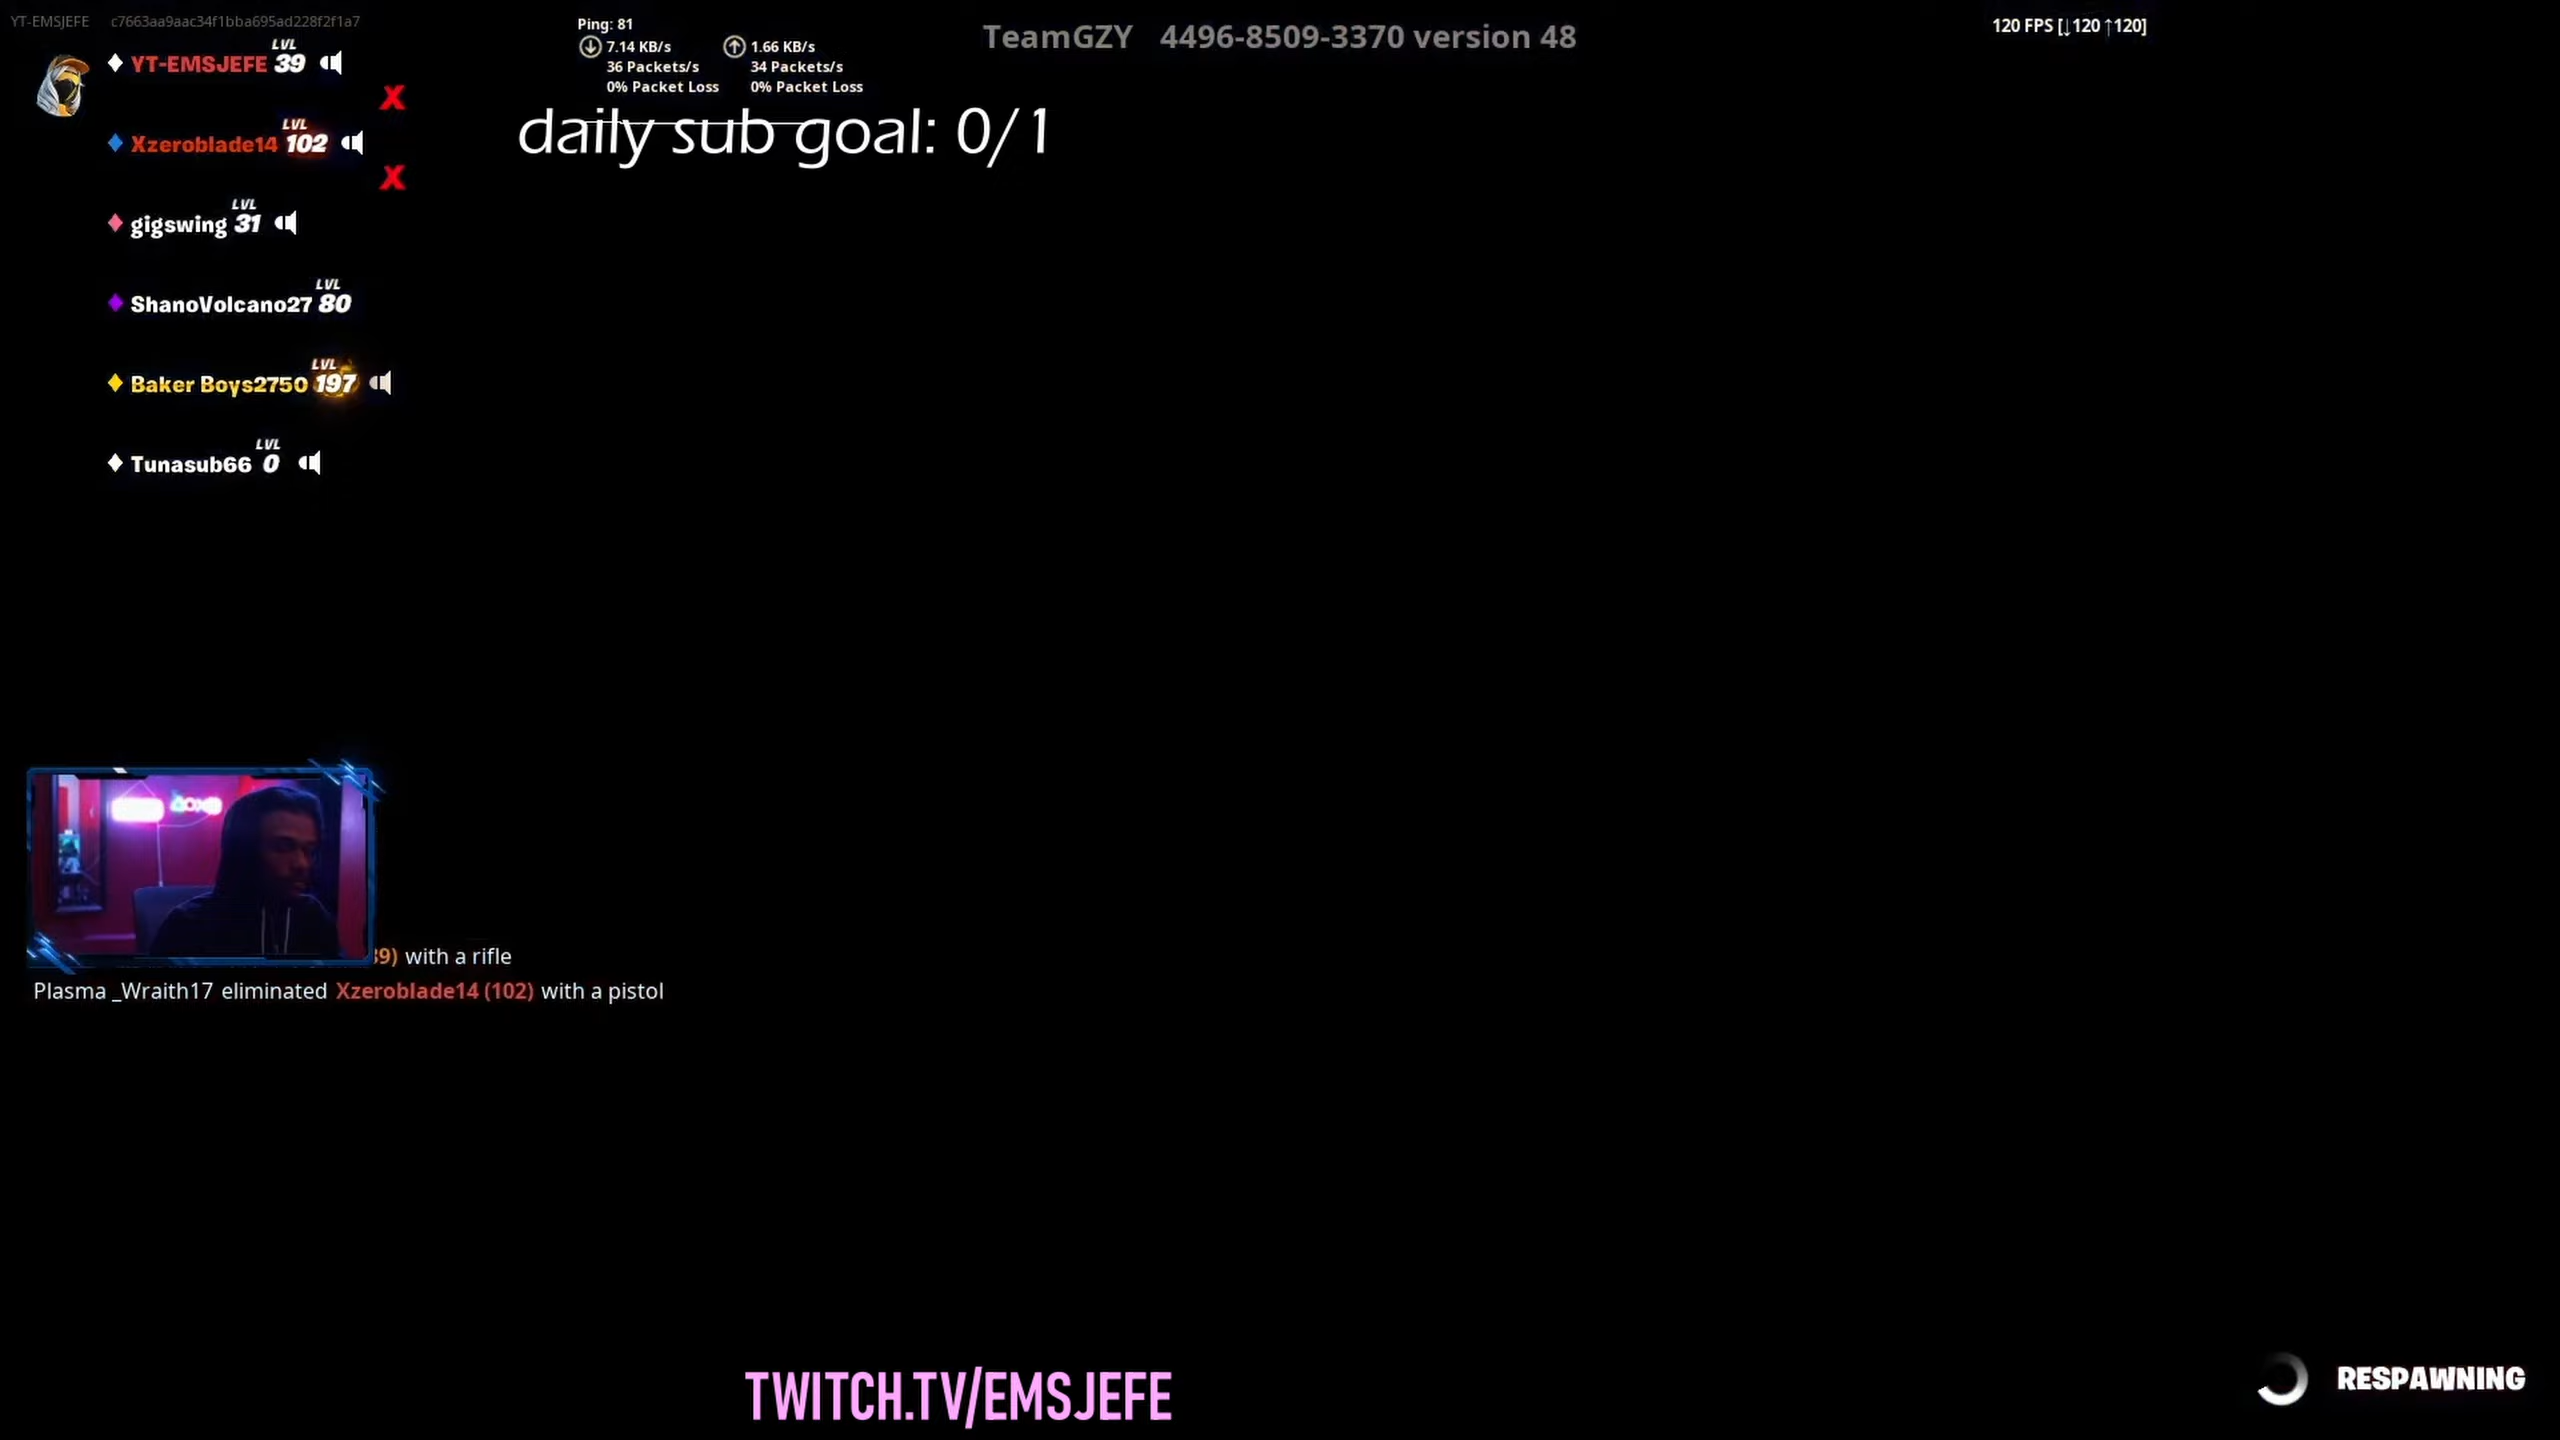 YT-EMSJEFE c7663aa9aac34f1bba695ad228f2f1a7
Ping: 81
7.14 KB/s 1.66 KB/s
36 Packets/s 34 Packets/s
0% Packet Loss 0% Packet Loss
TeamGZY 4496-8509-3370 version 48
120 FPS [↓120 ↑120]
LVL
YT-EMSJEFE 39
X
daily sub goal: 0/1
LVL
Xzeroblade14 102
X
LVL
gigswing 31
LVL
ShanoVolcano27 80
LVL
Baker Boys2750 197
LVL
Tunasub66 0
39) with a rifle
Plasma _Wraith17 eliminated Xzeroblade14 (102) with a pistol
TWITCH.TV/EMSJEFE
RESPAWNING